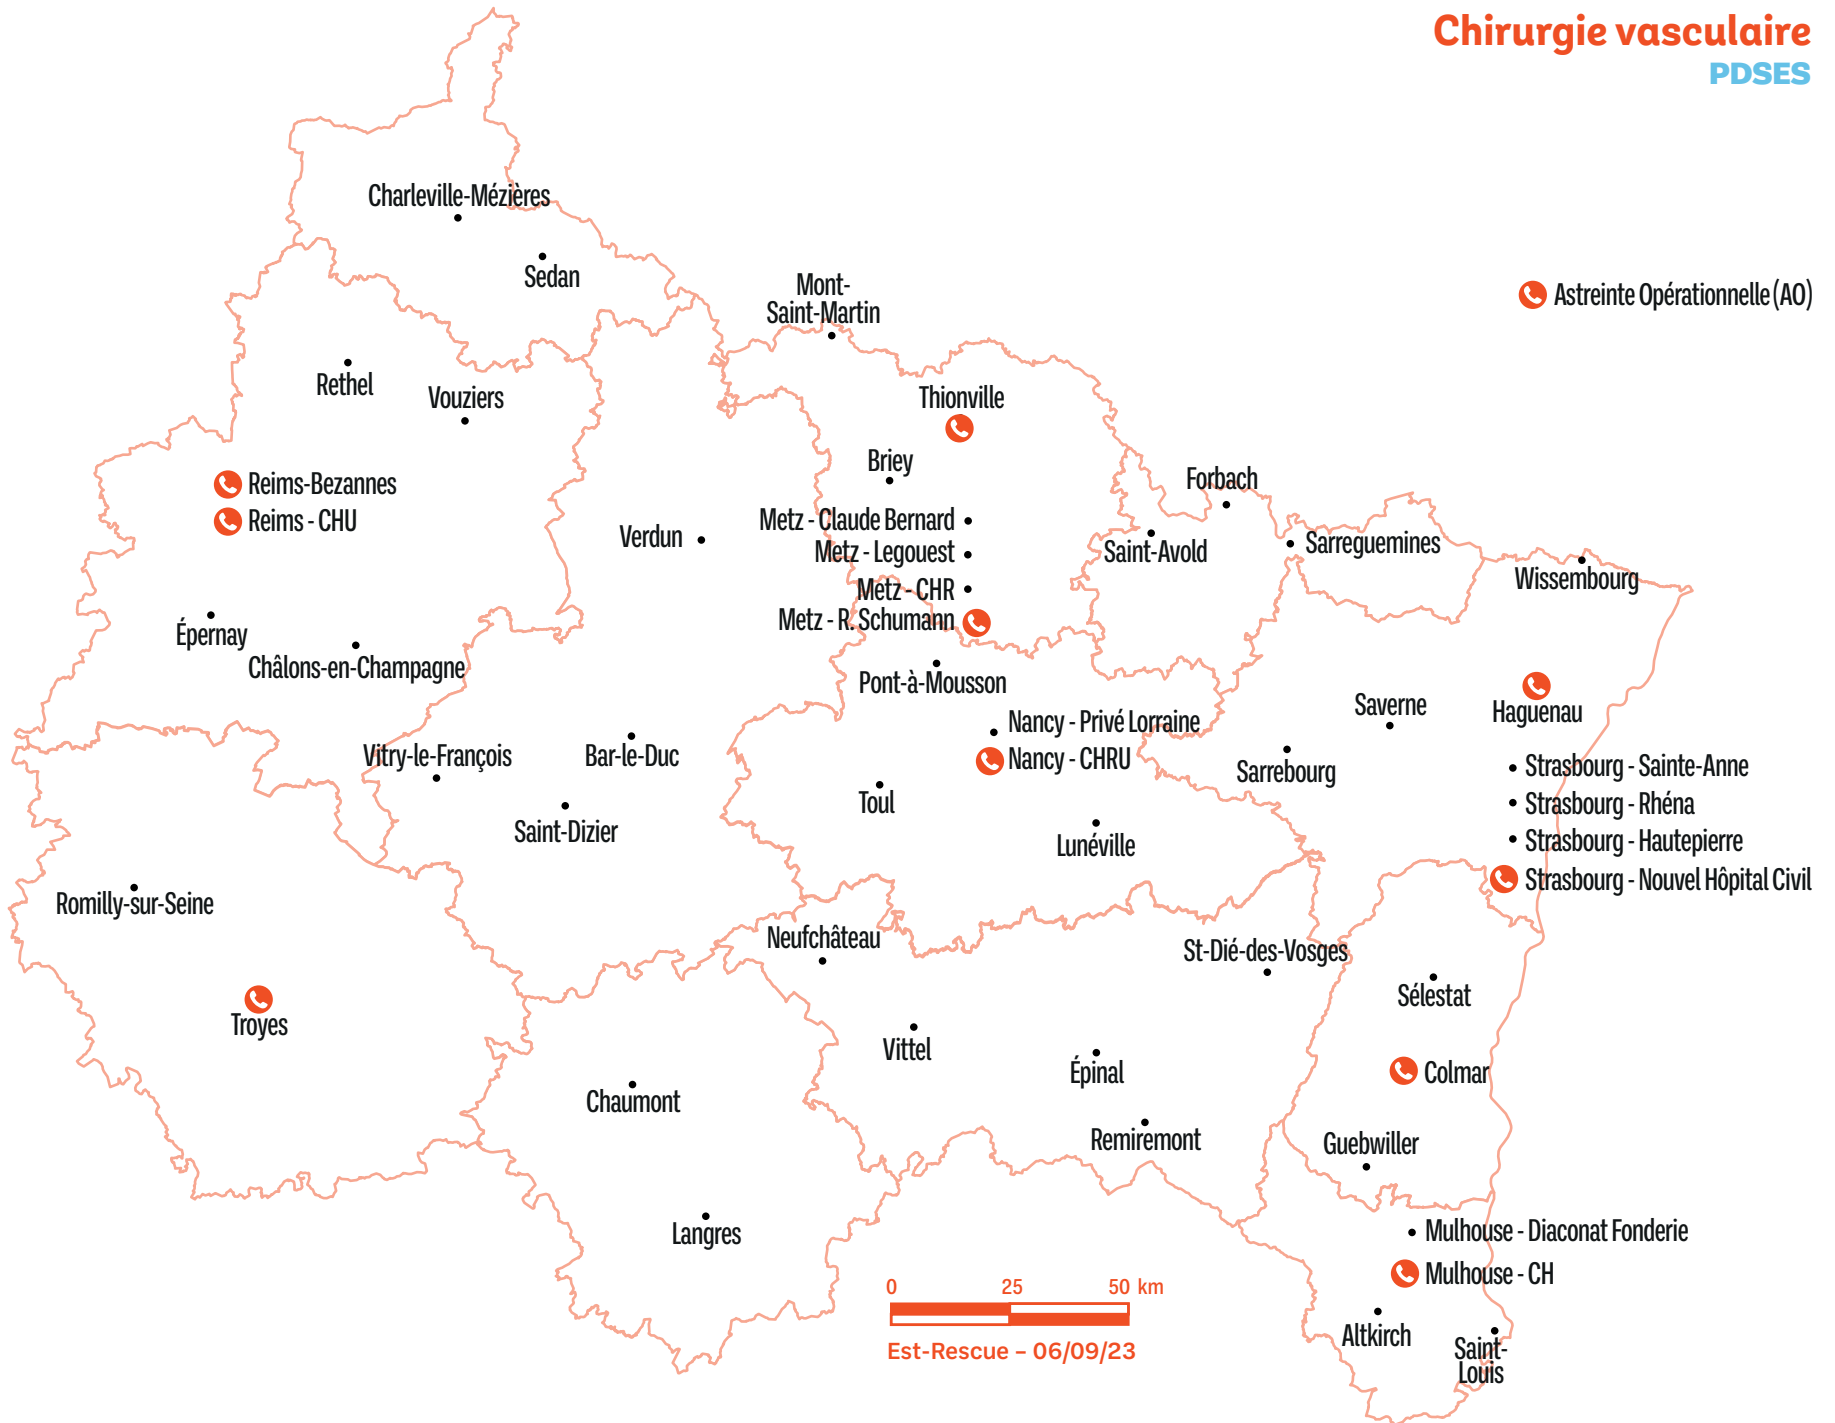 Chirurgie vasculaire
PDSES
Charleville-Mézières
Sedan
Mont-
Saint-Martin
Astreinte Opérationnelle (AO)
Rethel
Vouziers
Thionville
Briey
Forbach
Reims-Bezannes
Reims - CHU
Verdun
Metz - Claude Bernard
Metz - Legouest
Metz - CHR
Metz - R. Schumann
Saint-Avold
Sarreguemines
Wissembourg
Épernay
Châlons-en-Champagne
Pont-à-Mousson
Haguenau
Saverne
Nancy - Privé Lorraine
Nancy - CHRU
Vitry-le-François
Bar-le-Duc
Sarrebourg
Strasbourg - Sainte-Anne
Strasbourg - Rhéna
Strasbourg - Hautepierre
Strasbourg - Nouvel Hôpital Civil
Toul
Saint-Dizier
Lunéville
Romilly-sur-Seine
Neufchâteau
St-Dié-des-Vosges
Sélestat
Troyes
Vittel
Épinal
Colmar
Chaumont
Remiremont
Guebwiller
Langres
Mulhouse - Diaconat Fonderie
Mulhouse - CH
0 25 50 km
Altkirch
Saint-
Louis
Est-Rescue – 06/09/23